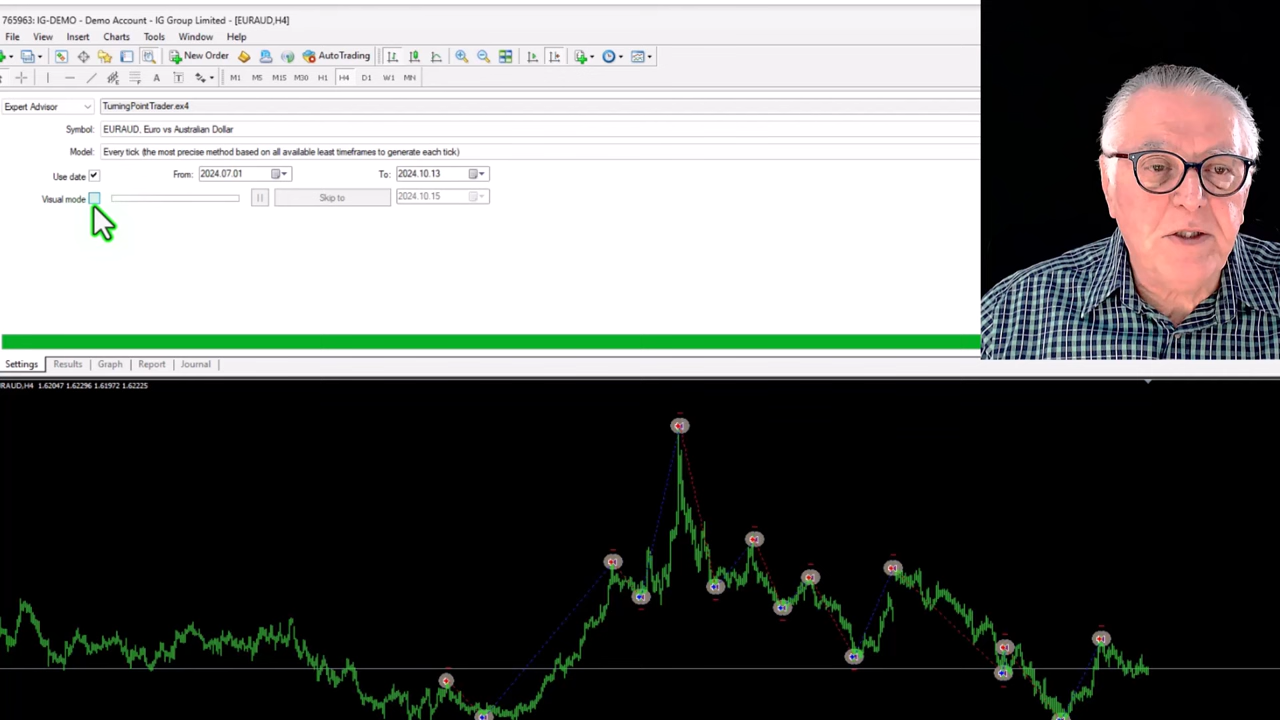 765963: IG-DEMO - Demo Account - IG Group Limited - [EURAUD,H4]
File View Insert Charts Tools Window Help
New Order AutoTrading
A T M1 M5 M15 M30 H1 H4 D1 W1 MN
Expert Advisor TurningPointTrader.ex4
Symbol: EURAUD, Euro vs Australian Dollar
Model: Every tick (the most precise method based on all available least timeframes to generate each tick)
Use date From: 2024.07.01 To: 2024.10.13
Visual mode Skip to 2024.10.15
Settings Results Graph Report Journal
RAUD,H4 1.62047 1.62296 1.61972 1.62225